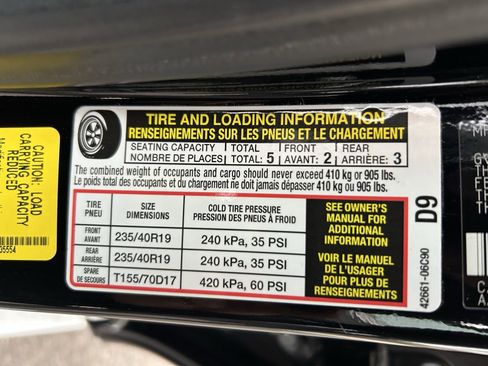 TIRE AND LOADING INFORMATION
RENSEIGNEMENTS SUR LES PNEUS ET LE CHARGEMENT
SEATING CAPACITY TOTAL FRONT REAR
NOMBRE DE PLACES TOTAL: 5 AVANT: 2 ARRIÈRE: 3
The combined weight of occupants and cargo should never exceed 410 kg or 905 lbs.
Le poids total des occupants et du chargement ne doit jamais dépasser 410 kg ou 905 lbs.
TIRE SIZE COLD TIRE PRESSURE
PNEU DIMENSIONS PRESSION DES PNEUS À FROID
FRONT
AVANT 235/40R19 240 kPa, 35 PSI
REAR
ARRIÈRE 235/40R19 240 kPa, 35 PSI
SPARE
DE SECOURS T155/70D17 420 kPa, 60 PSI
SEE OWNER'S
MANUAL FOR
ADDITIONAL
INFORMATION
VOIR LE MANUEL
DE L'USAGER
POUR PLUS DE
RENSEIGNEMENTS
D9
42661-06C90
CAUTION: LOAD
CARRYING CAPACITY
REDUCED